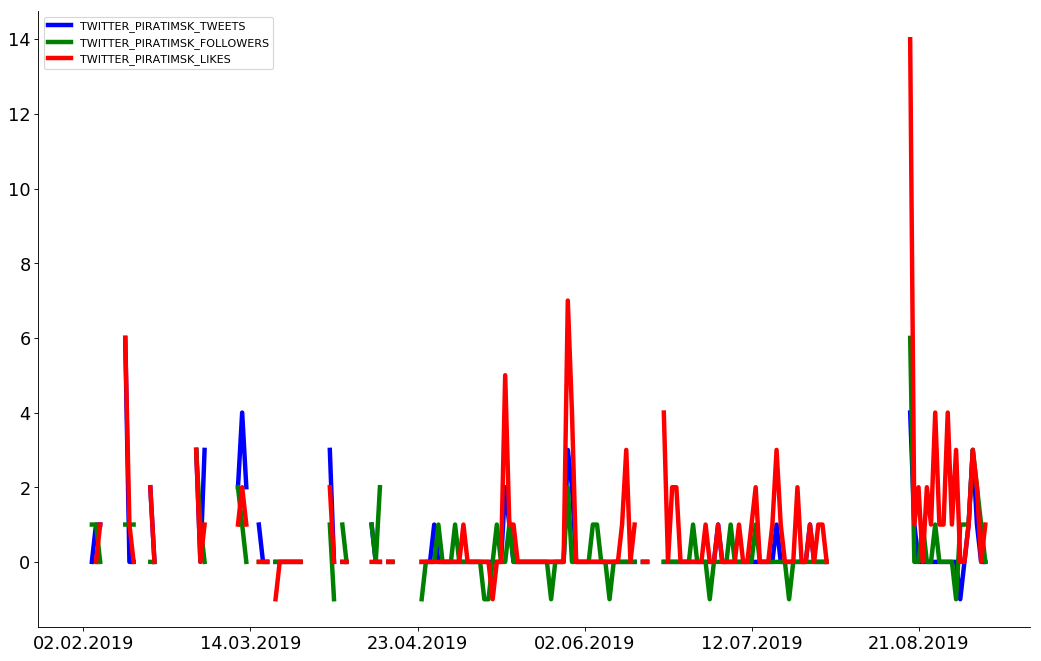 TWITTER_PIRATIMSK_TWEETS
TWITTER_PIRATIMSK_FOLLOWERS
TWITTER_PIRATIMSK_LIKES
14
12
10
8
6
4
2
0
02.02.2019 14.03.2019 23.04.2019 02.06.2019 12.07.2019 21.08.2019